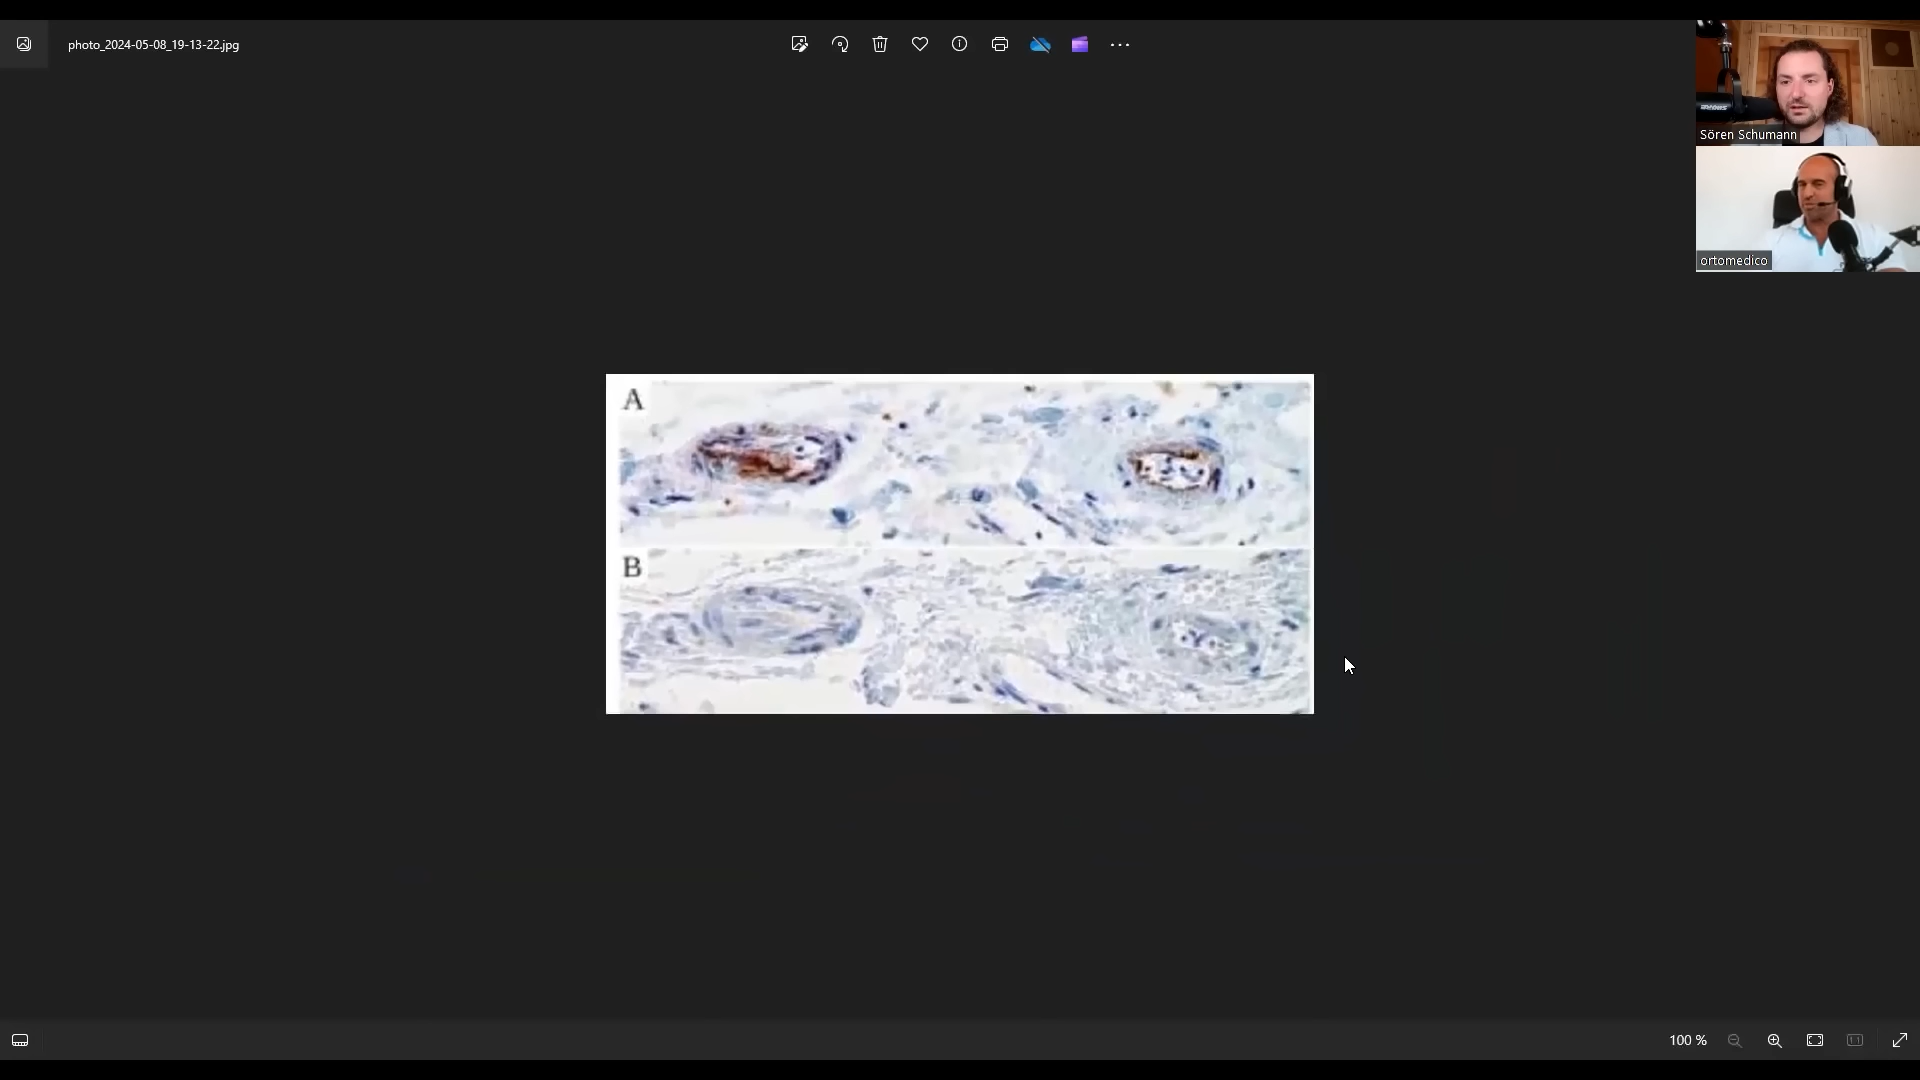 photo_2024-05-08_19-13-22.jpg
Sören Schumann
ortomedico
A
B
100 %